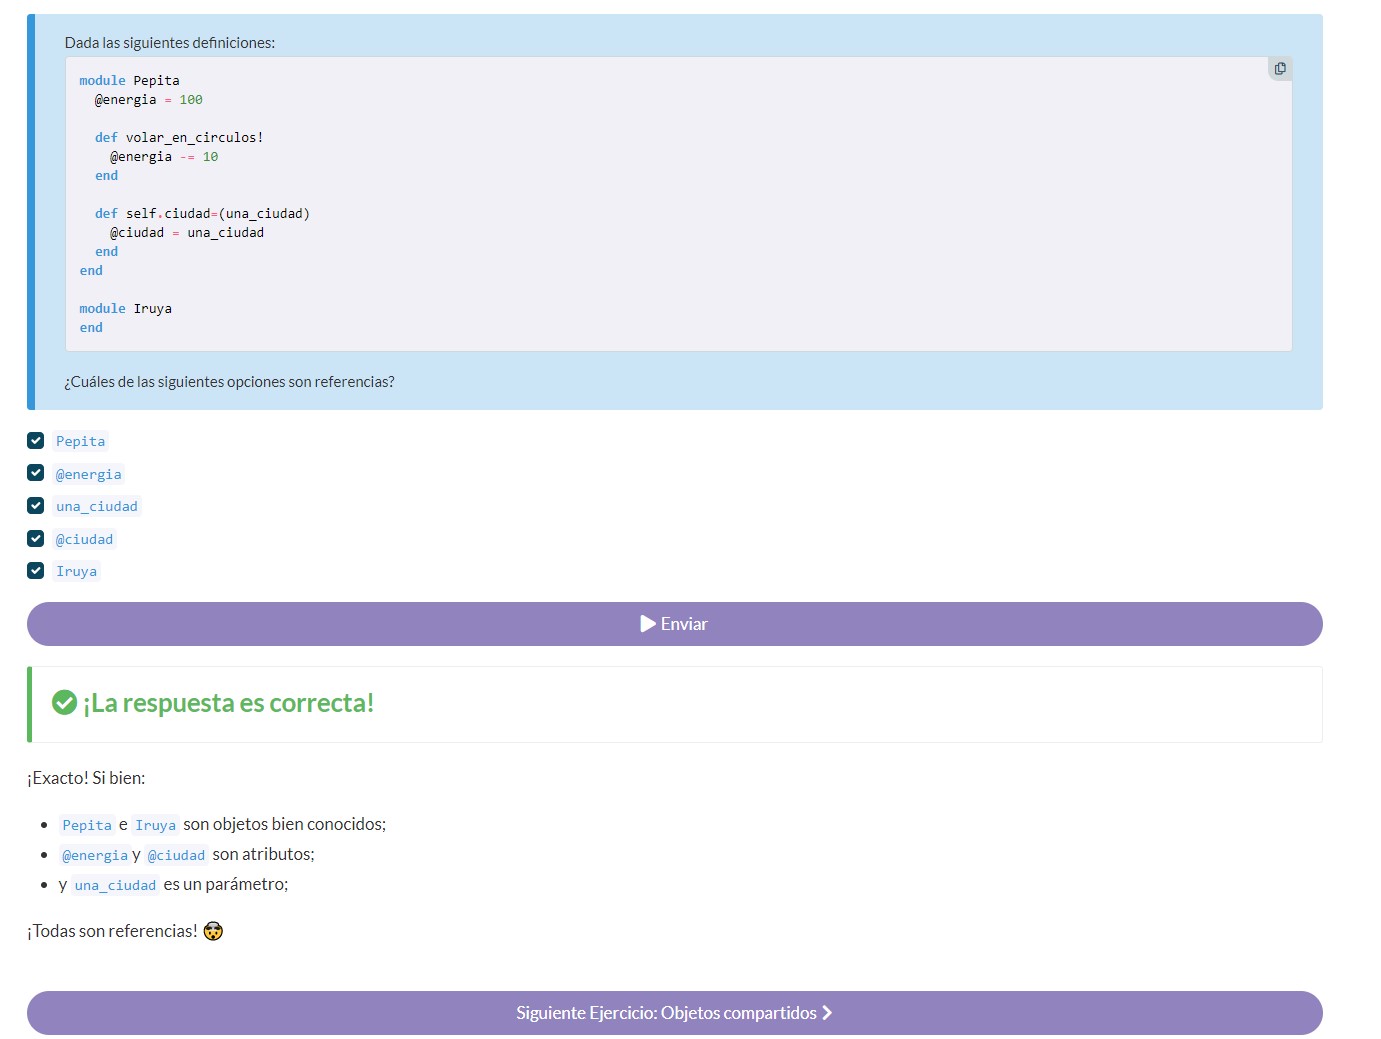 Dada las siguientes definiciones:
module Pepita
  @energia = 100
  def volar_en_circulos!
    @energia -= 10
  end
  def self.ciudad=(una_ciudad)
    @ciudad = una_ciudad
  end
end
module Iruya
end
¿Cuáles de las siguientes opciones son referencias?
Pepita
@energia
una_ciudad
@ciudad
Iruya
Enviar
¡La respuesta es correcta!
¡Exacto! Si bien:
Pepita e Iruya son objetos bien conocidos;
@energia y @ciudad son atributos;
y una_ciudad es un parámetro;
¡Todas son referencias!
Siguiente Ejercicio: Objetos compartidos